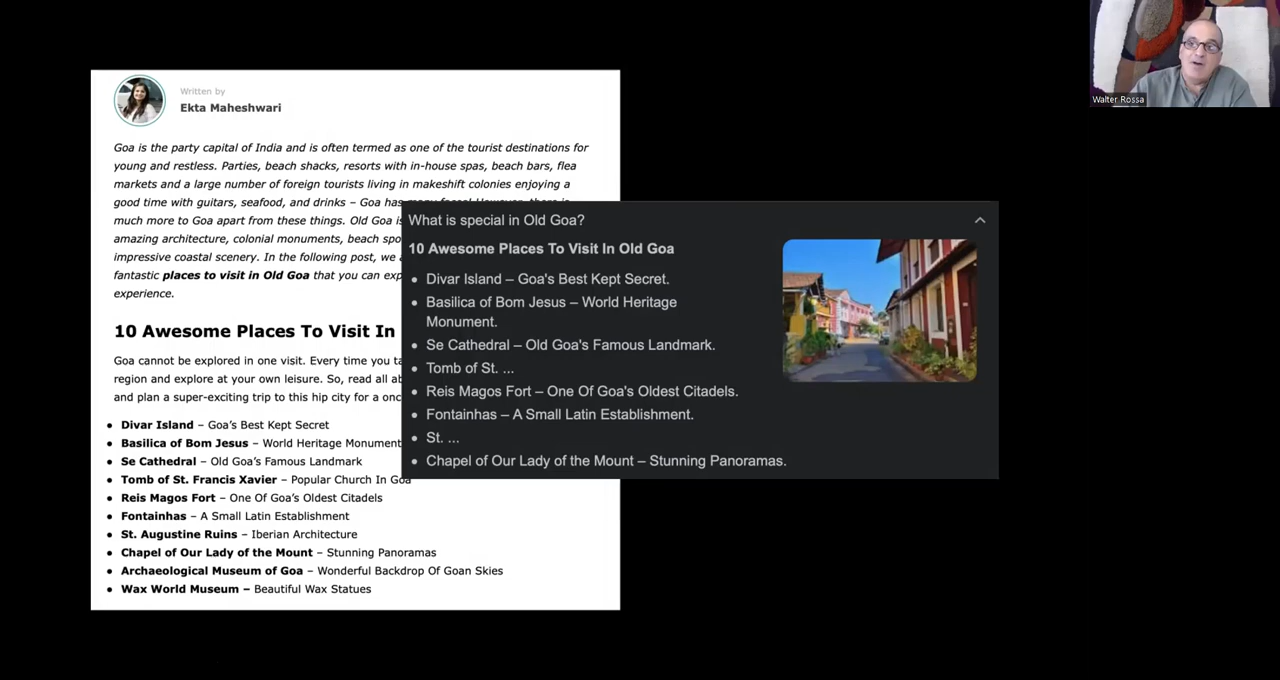 Written by
Ekta Maheshwari
Goa is the party capital of India and is often termed as one of the tourist destinations for
young and restless. Parties, beach shacks, resorts with in-house spas, beach bars, flea
markets and a large number of foreign tourists living in makeshift colonies enjoying a
good time with guitars, seafood, and drinks – Goa has
much more to Goa apart from these things. Old Goa is
amazing architecture, colonial monuments, beach spo
impressive coastal scenery. In the following post, we
fantastic places to visit in Old Goa that you can exp
experience.
10 Awesome Places To Visit In
Goa cannot be explored in one visit. Every time you ta
region and explore at your own leisure. So, read all ab
and plan a super-exciting trip to this hip city for a onc
● Divar Island – Goa's Best Kept Secret
● Basilica of Bom Jesus – World Heritage Monument
● Se Cathedral – Old Goa's Famous Landmark
● Tomb of St. Francis Xavier – Popular Church In Goa
● Reis Magos Fort – One Of Goa's Oldest Citadels
● Fontainhas – A Small Latin Establishment
● St. Augustine Ruins – Iberian Architecture
● Chapel of Our Lady of the Mount – Stunning Panoramas
● Archaeological Museum of Goa – Wonderful Backdrop Of Goan Skies
● Wax World Museum – Beautiful Wax Statues
What is special in Old Goa?
10 Awesome Places To Visit In Old Goa
● Divar Island – Goa's Best Kept Secret.
● Basilica of Bom Jesus – World Heritage
Monument.
● Se Cathedral – Old Goa's Famous Landmark.
● Tomb of St. ...
● Reis Magos Fort – One Of Goa's Oldest Citadels.
● Fontainhas – A Small Latin Establishment.
● St. ...
● Chapel of Our Lady of the Mount – Stunning Panoramas.
Walter Rossa